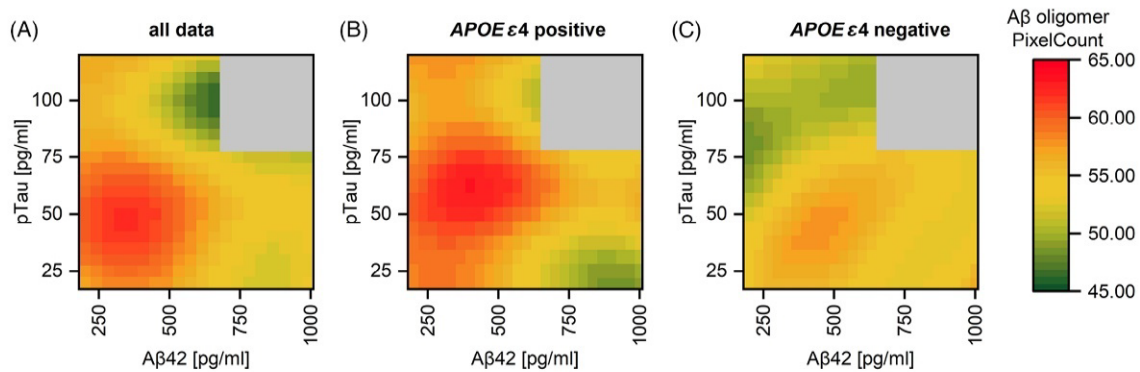 (A)
all data
100
75
50
25
pTau [pg/ml]
250
500
750
1000
Aβ42 [pg/ml]
(B)
APOE ε4 positive
100
75
50
25
pTau [pg/ml]
250
500
750
1000
Aβ42 [pg/ml]
(C)
APOE ε4 negative
100
75
50
25
pTau [pg/ml]
250
500
750
1000
Aβ42 [pg/ml]
Aβ oligomer
PixelCount
65.00
60.00
55.00
50.00
45.00